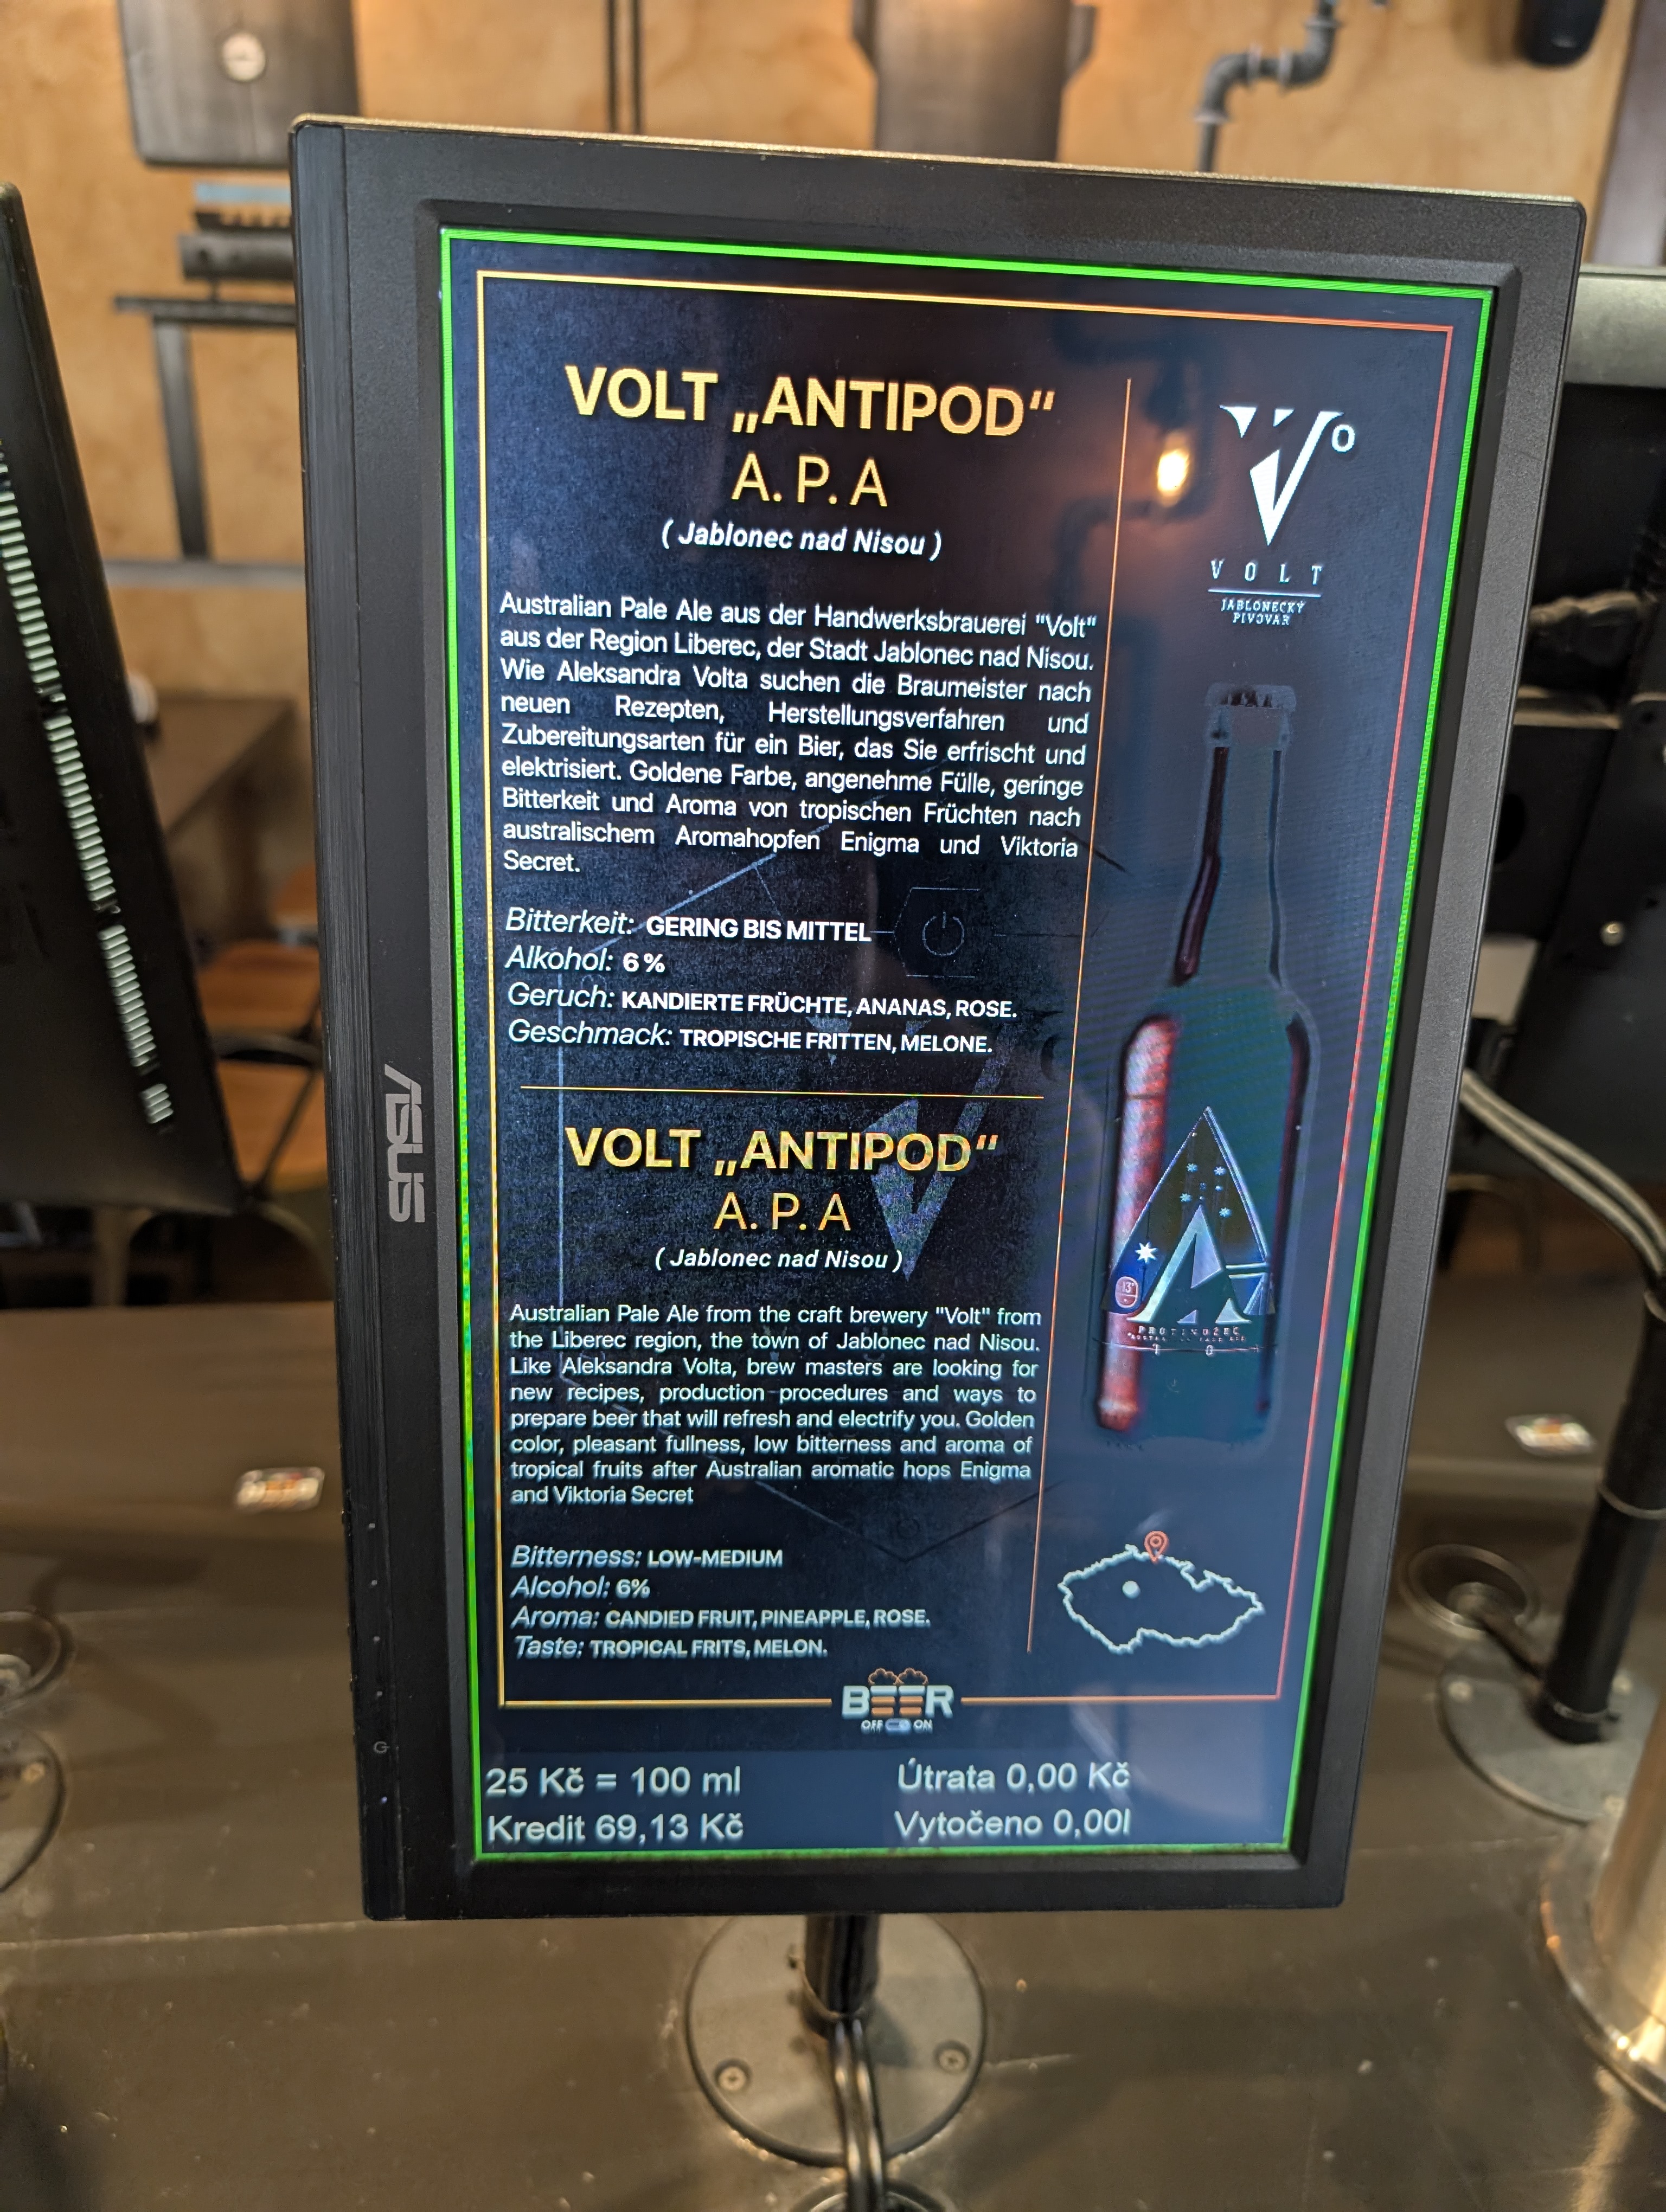 VOLT „ANTIPOD“
A. P. A
( Jablonec nad Nisou )
Australian Pale Ale aus der Handwerksbrauerei "Volt"
aus der Region Liberec, der Stadt Jablonec nad Nisou.
Wie Aleksandra Volta suchen die Braumeister nach
neuen Rezepten, Herstellungsverfahren und
Zubereitungsarten für ein Bier, das Sie erfrischt und
elektrisiert. Goldene Farbe, angenehme Fülle, geringe
Bitterkeit und Aroma von tropischen Früchten nach
australischem Aromahopfen Enigma und Viktoria
Secret.
Bitterkeit: GERING BIS MITTEL
Alkohol: 6 %
Geruch: KANDIERTE FRÜCHTE, ANANAS, ROSE.
Geschmack: TROPISCHE FRITTEN, MELONE.
VOLT „ANTIPOD“
A. P. A
( Jablonec nad Nisou )
Australian Pale Ale from the craft brewery "Volt" from
the Liberec region, the town of Jablonec nad Nisou.
Like Aleksandra Volta, brew masters are looking for
new recipes, production procedures and ways to
prepare beer that will refresh and electrify you. Golden
color, pleasant fullness, low bitterness and aroma of
tropical fruits after Australian aromatic hops Enigma
and Viktoria Secret
Bitterness: LOW-MEDIUM
Alcohol: 6%
Aroma: CANDIED FRUIT, PINEAPPLE, ROSE.
Taste: TROPICAL FRITS, MELON.
V°
VOLT
JABLONECKÝ
PIVOVAR
13°
PROTINOŽEC
BEER
OFF ON
25 Kč = 100 ml
Útrata 0,00 Kč
Kredit 69,13 Kč
Vytočeno 0,00l
ASUS